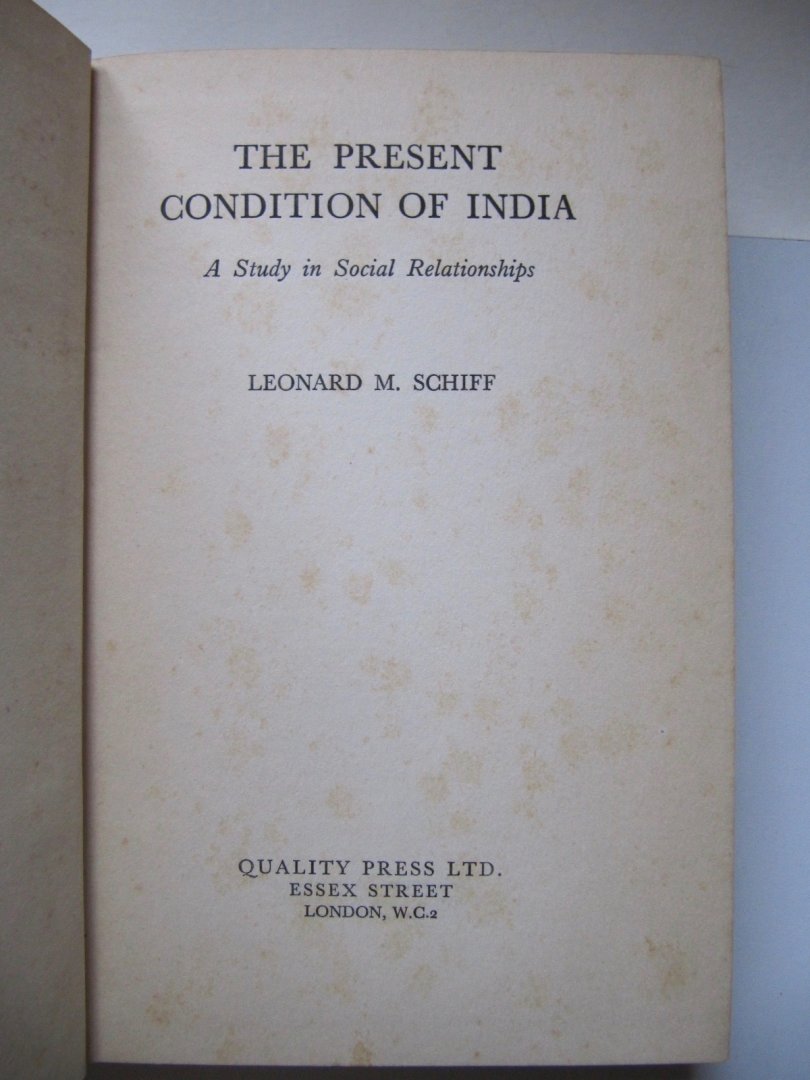 THE PRESENT
CONDITION OF INDIA
A Study in Social Relationships
LEONARD M. SCHIFF
QUALITY PRESS LTD.
ESSEX STREET
LONDON, W.C.2